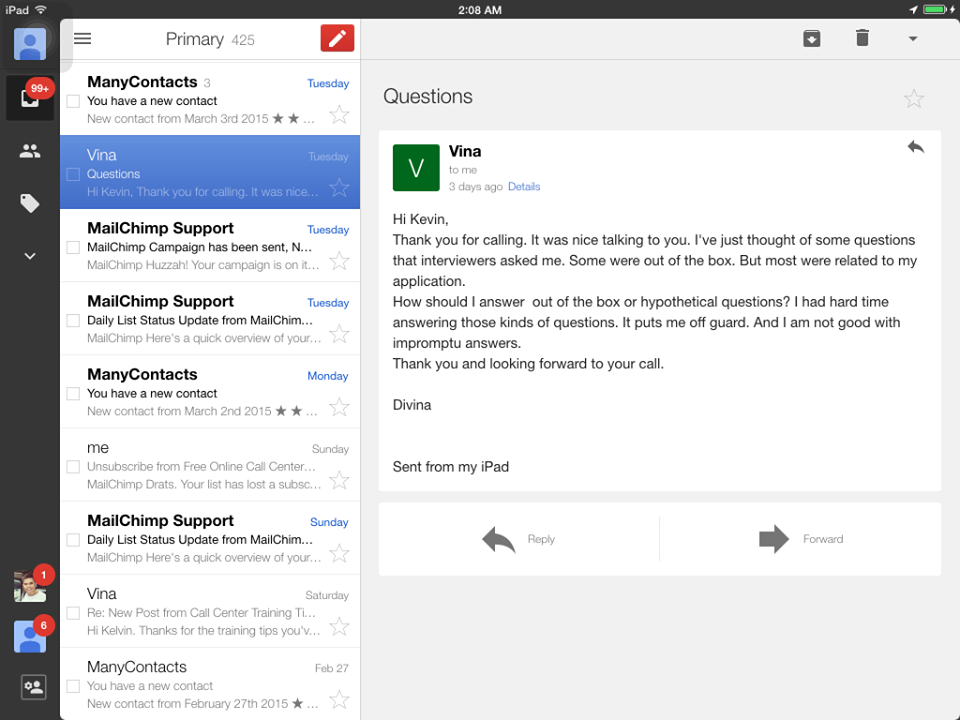 iPad 2:08 AM
Primary 425
99+
ManyContacts 3 Tuesday
You have a new contact
New contact from March 3rd 2015 ★ ★ ...
Vina Tuesday
Questions
Hi Kevin, Thank you for calling. It was nice...
MailChimp Support Tuesday
MailChimp Campaign has been sent, N...
MailChimp Huzzah! Your campaign is on it...
MailChimp Support Tuesday
Daily List Status Update from MailChim...
MailChimp Here's a quick overview of your...
ManyContacts Monday
You have a new contact
New contact from March 2nd 2015 ★ ★ ...
me Sunday
Unsubscribe from Free Online Call Center...
MailChimp Drats. Your list has lost a subsc...
MailChimp Support Sunday
Daily List Status Update from MailChim...
MailChimp Here's a quick overview of your...
Vina Saturday
Re: New Post from Call Center Training Ti...
Hi Kelvin. Thanks for the training tips you'v...
ManyContacts Feb 27
You have a new contact
New contact from February 27th 2015 ★ ...
1
6
Questions
V
Vina
to me
3 days ago Details
Hi Kevin,
Thank you for calling. It was nice talking to you. I've just thought of some questions
that interviewers asked me. Some were out of the box. But most were related to my
application.
How should I answer  out of the box or hypothetical questions? I had hard time
answering those kinds of questions. It puts me off guard. And I am not good with
impromptu answers.
Thank you and looking forward to your call.
Divina
Sent from my iPad
Reply Forward